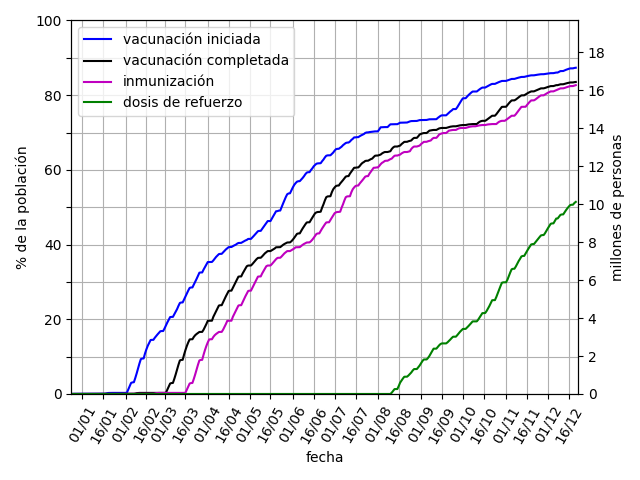 vacunación iniciada
vacunación completada
inmunización
dosis de refuerzo
% de la población
100
80
60
40
20
0
millones de personas
18
16
14
12
10
8
6
4
2
0
01/01 16/01 01/02 16/02 01/03 16/03 01/04 16/04 01/05 16/05 01/06 16/06 01/07 16/07 01/08 16/08 01/09 16/09 01/10 16/10 01/11 16/11 01/12 16/12
fecha